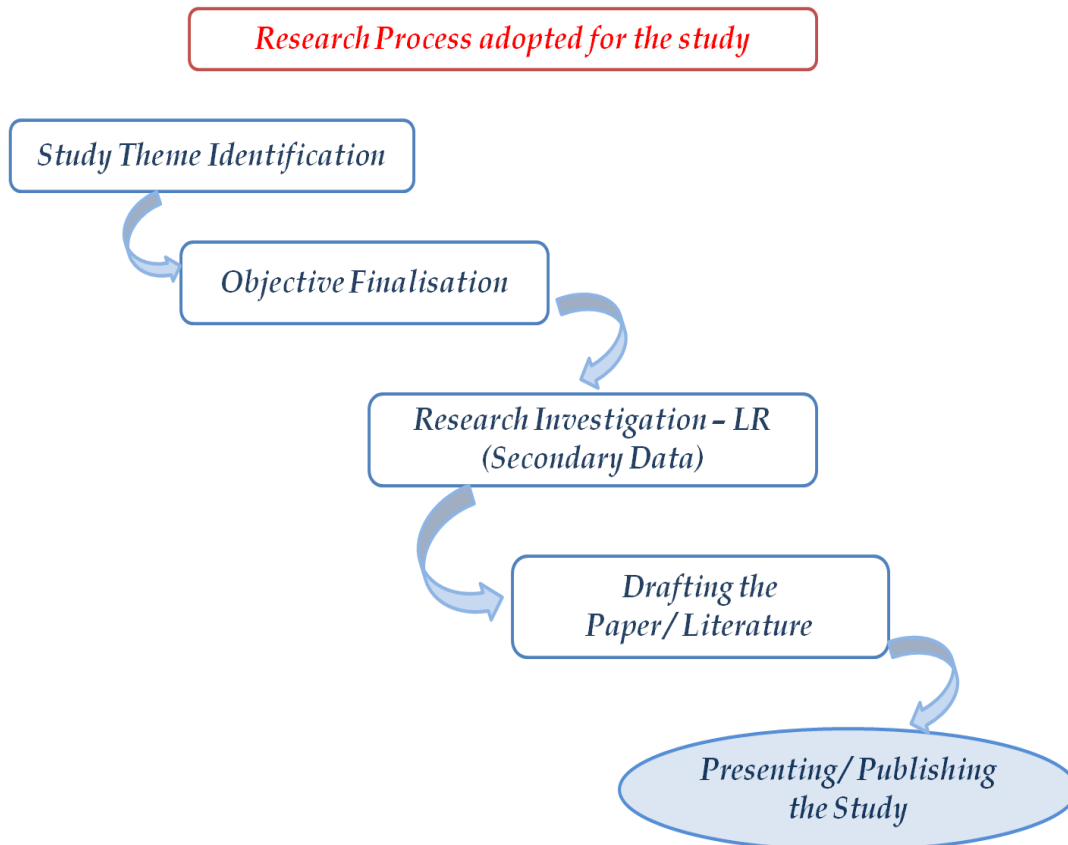 Research Process adopted for the study
Study Theme Identification
Objective Finalisation
Research Investigation – LR
(Secondary Data)
Drafting the
Paper/ Literature
Presenting/ Publishing
the Study